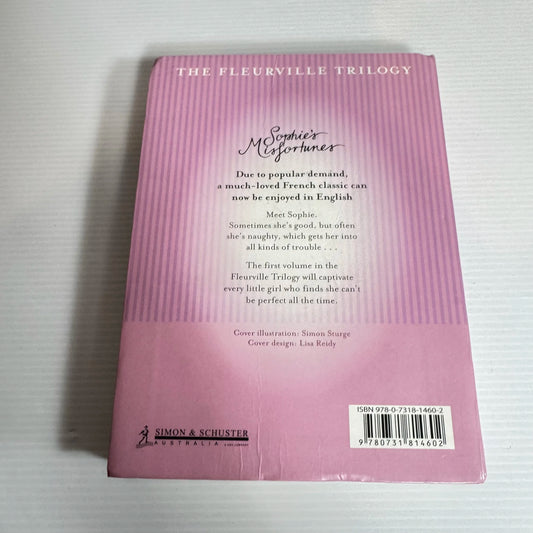 THE FLEURVILLE TRILOGY
Sophie's
Misfortunes
Due to popular demand,
a much-loved French classic can
now be enjoyed in English
Meet Sophie.
Sometimes she's good, but often
she's naughty, which gets her into
all kinds of trouble . . .
The first volume in the
Fleurville Trilogy will captivate
every little girl who finds she can't
be perfect all the time.
Cover illustration: Simon Sturge
Cover design: Lisa Reidy
ISBN 978-0-7318-1460-2
9 780731 814602
SIMON & SCHUSTER
AUSTRALIA